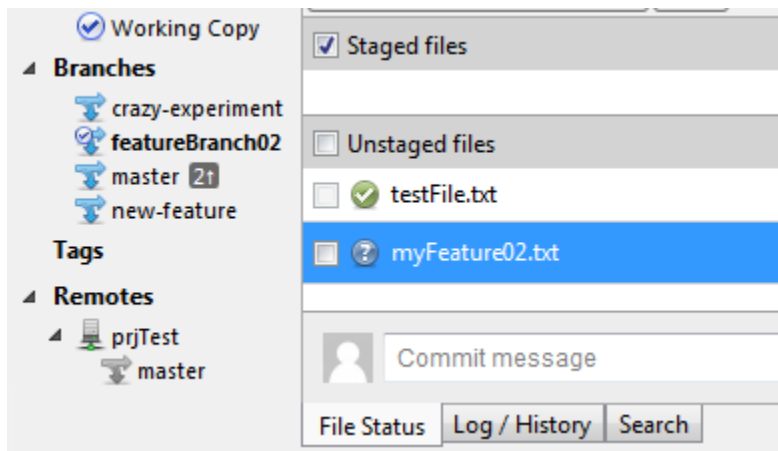 Working Copy
Branches
crazy-experiment
featureBranch02
master 2↑
new-feature
Tags
Remotes
prjTest
master
Staged files
Unstaged files
testFile.txt
myFeature02.txt
Commit message
File Status
Log / History
Search